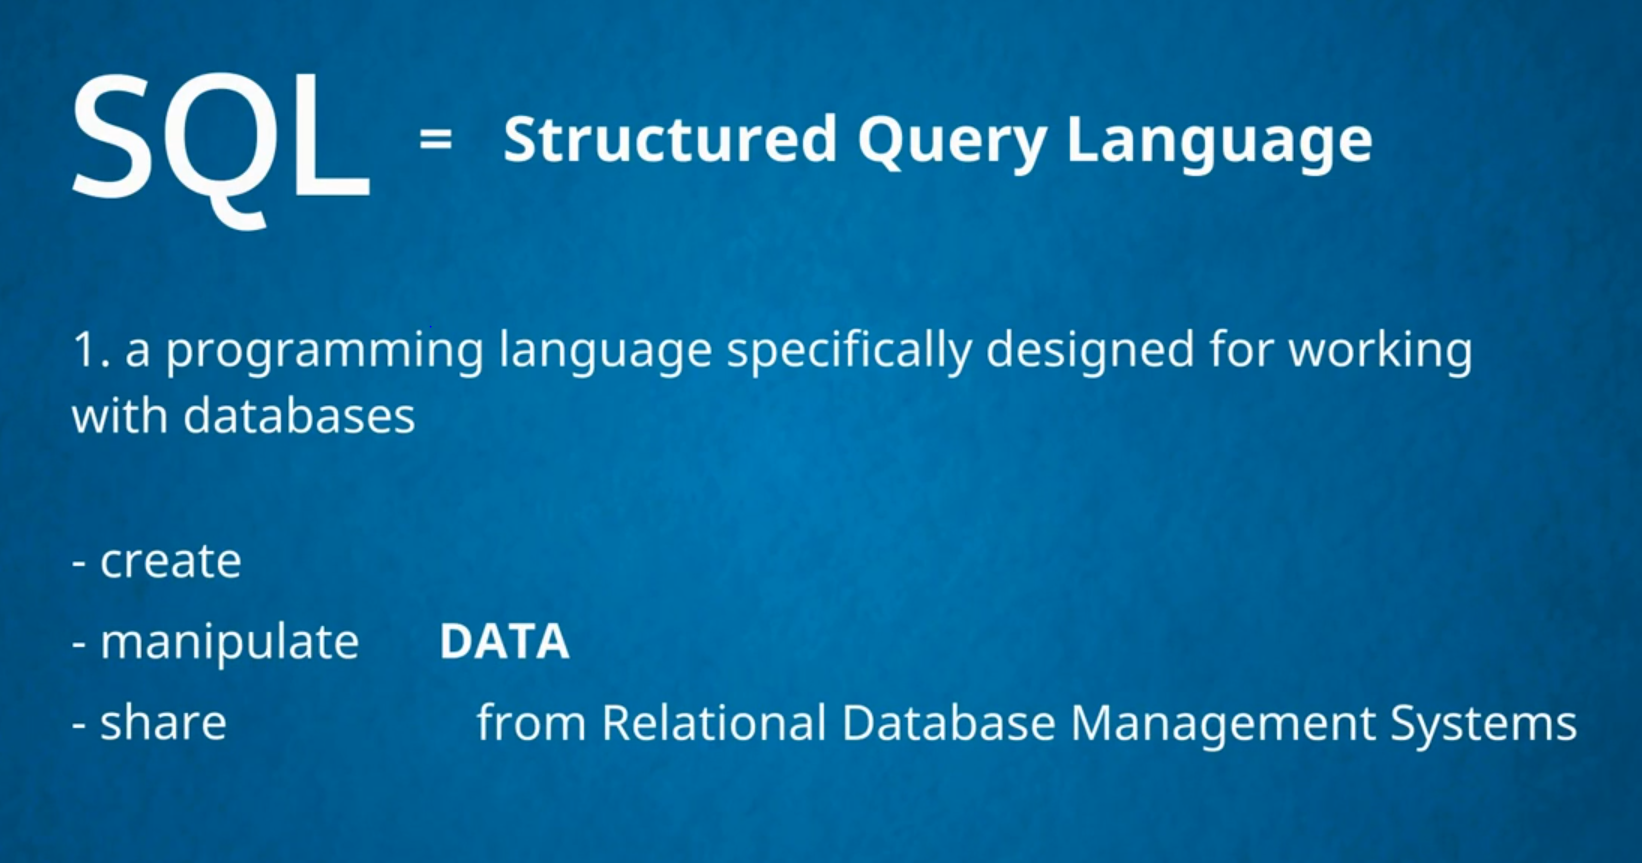 SQL = Structured Query Language
1. a programming language specifically designed for working
with databases
- create
- manipulate DATA
- share from Relational Database Management Systems